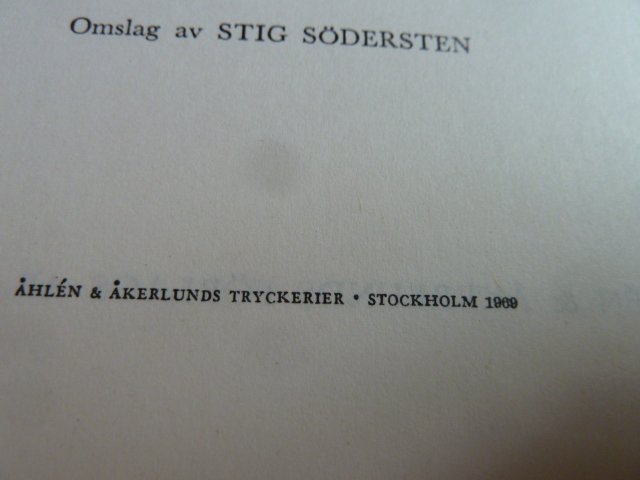 Omslag av STIG SÖDERSTEN
ÅHLÉN & ÅKERLUNDS TRYCKERIER • STOCKHOLM 1969